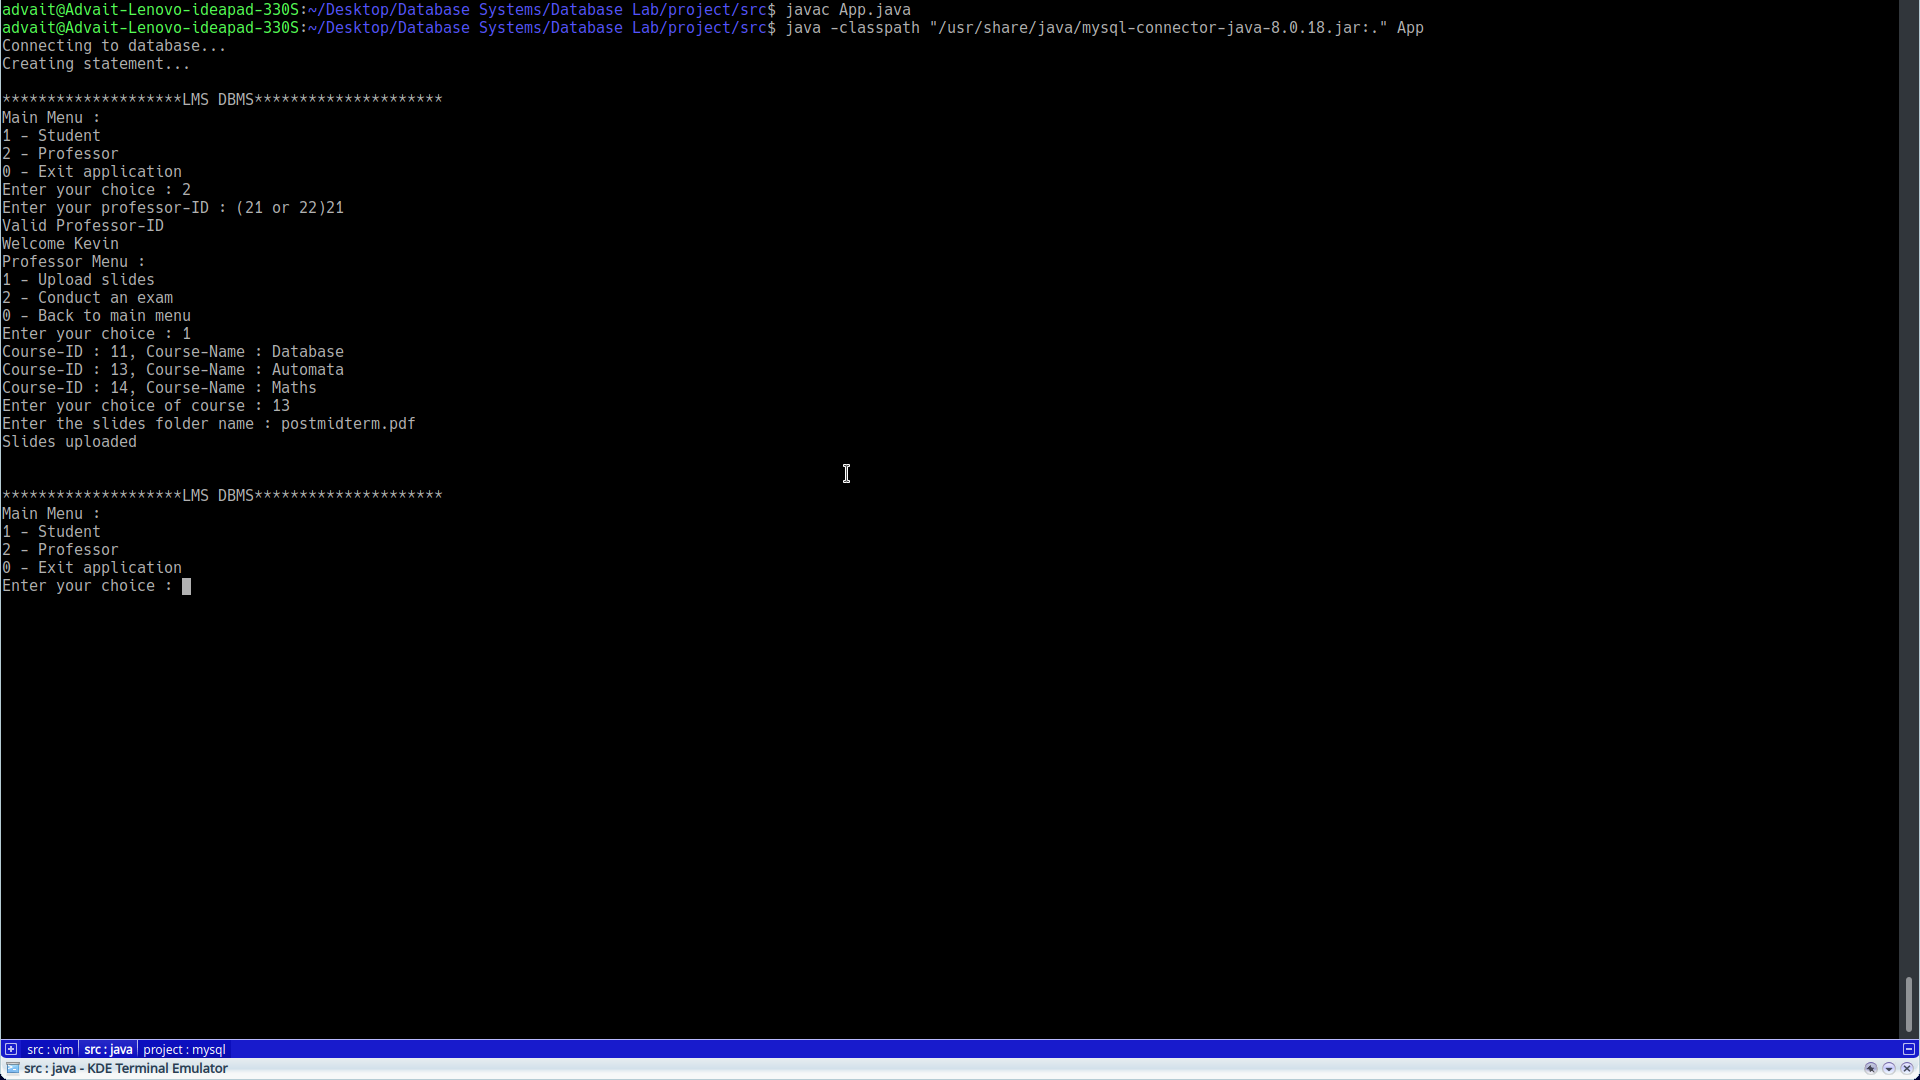 advait@Advait-Lenovo-ideapad-330S:~/Desktop/Database Systems/Database Lab/project/src$ javac App.java
advait@Advait-Lenovo-ideapad-330S:~/Desktop/Database Systems/Database Lab/project/src$ java -classpath "/usr/share/java/mysql-connector-java-8.0.18.jar:." App
Connecting to database...
Creating statement...
********************LMS DBMS*********************
Main Menu :
1 - Student
2 - Professor
0 - Exit application
Enter your choice : 2
Enter your professor-ID : (21 or 22)21
Valid Professor-ID
Welcome Kevin
Professor Menu :
1 - Upload slides
2 - Conduct an exam
0 - Back to main menu
Enter your choice : 1
Course-ID : 11, Course-Name : Database
Course-ID : 13, Course-Name : Automata
Course-ID : 14, Course-Name : Maths
Enter your choice of course : 13
Enter the slides folder name : postmidterm.pdf
Slides uploaded
********************LMS DBMS*********************
Main Menu :
1 - Student
2 - Professor
0 - Exit application
Enter your choice :
src : vim src : java project : mysql
src : java - KDE Terminal Emulator